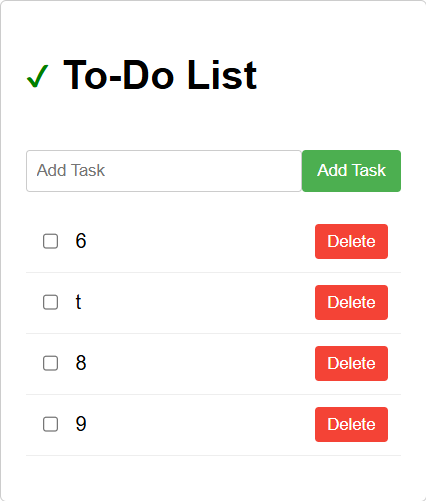 ✓ To-Do List
Add Task Add Task
6 Delete
t Delete
8 Delete
9 Delete